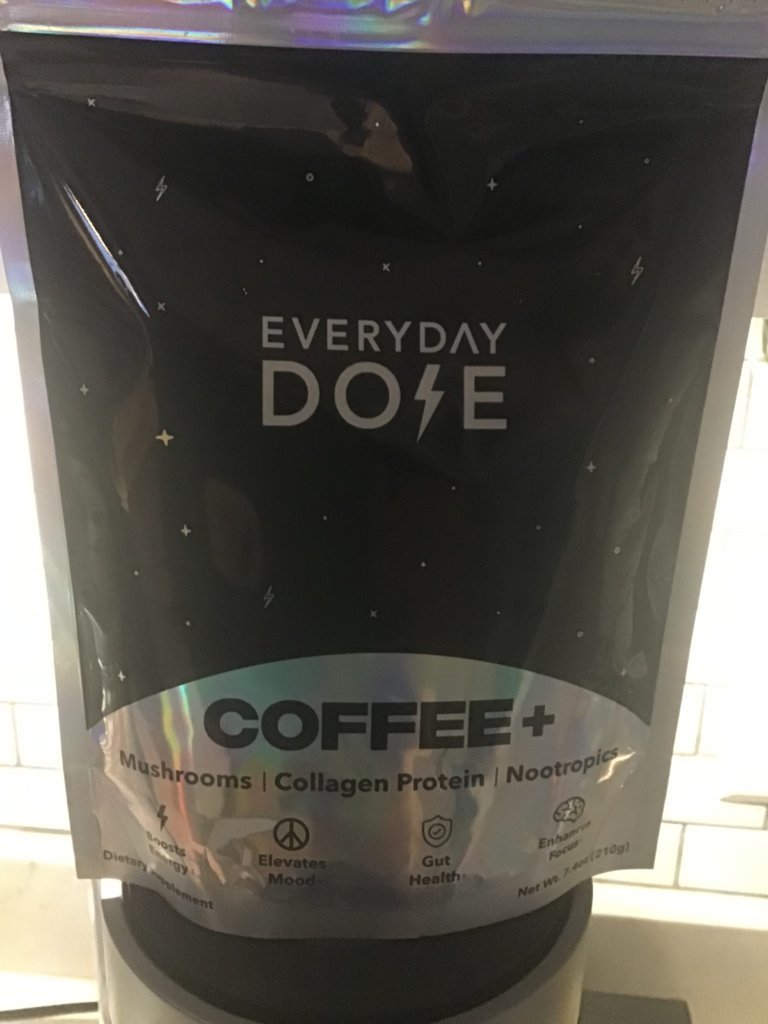 EVERYDAY
DOSE
COFFEE+
Mushrooms | Collagen Protein | Nootropics
Boosts
Energy
Elevates
Mood
Gut
Health
Enhances
Focus
Dietary Supplement
Net Wt. 7.4oz (210g)